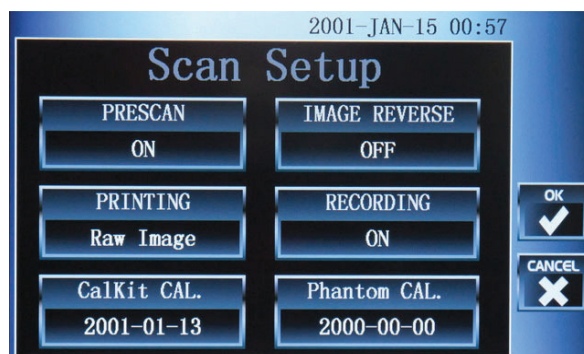 2001-JAN-15 00:57
Scan Setup
PRESCAN
ON
IMAGE REVERSE
OFF
PRINTING
Raw Image
RECORDING
ON
OK
CalKit CAL.
2001-01-13
Phantom CAL.
2000-00-00
CANCEL